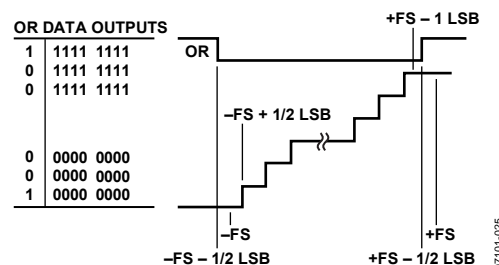 OR DATA OUTPUTS
1 1111 1111
0 1111 1111
0 1111 1111
0 0000 0000
0 0000 0000
1 0000 0000
+FS – 1 LSB
OR
–FS + 1/2 LSB
–FS
+FS
–FS – 1/2 LSB
+FS – 1/2 LSB